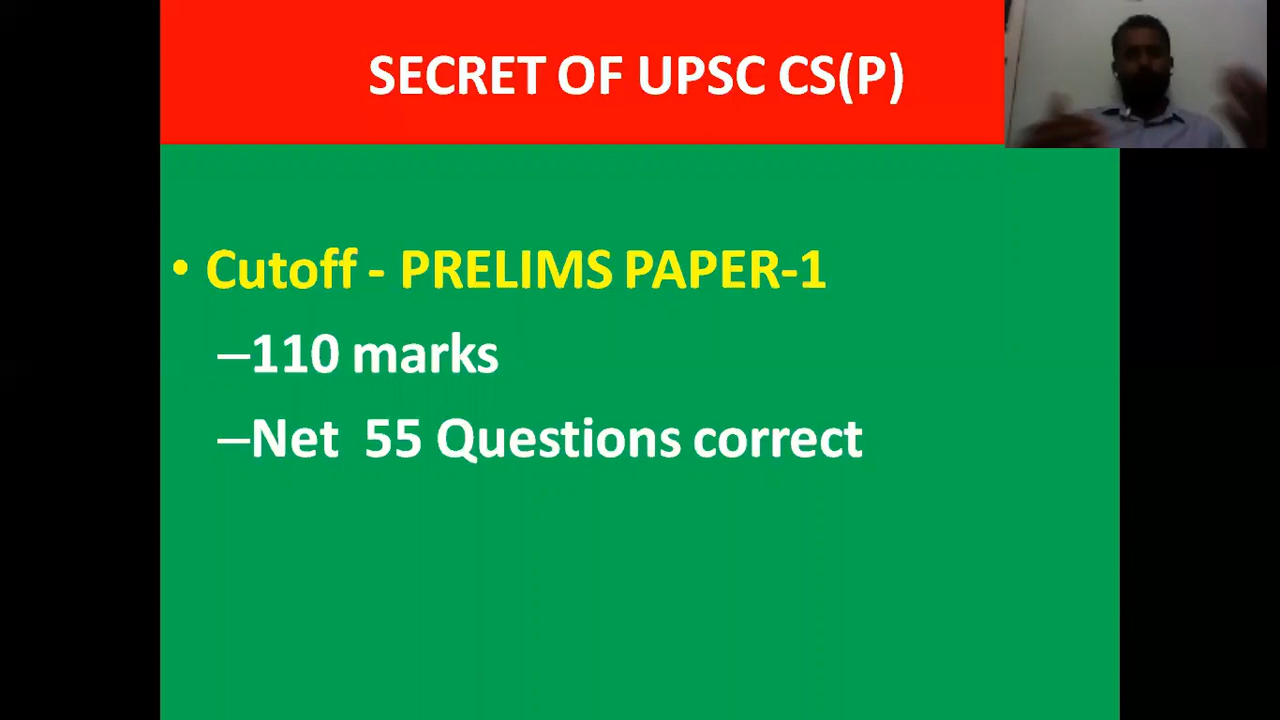 SECRET OF UPSC CS(P)
• Cutoff - PRELIMS PAPER-1
–110 marks
–Net 55 Questions correct